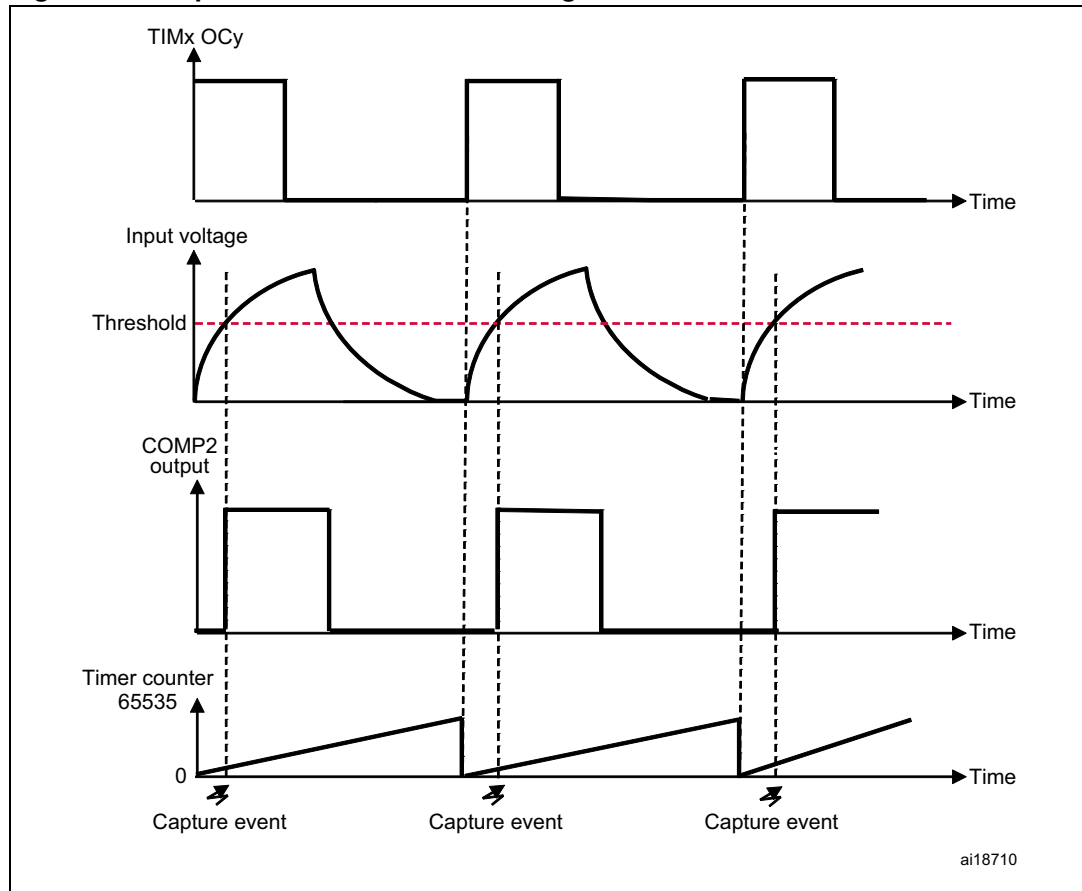 TIMx OCy
Time
Input voltage
Threshold
Time
COMP2
output
Time
Timer counter
65535
0
Time
Capture event
Capture event
Capture event
ai18710